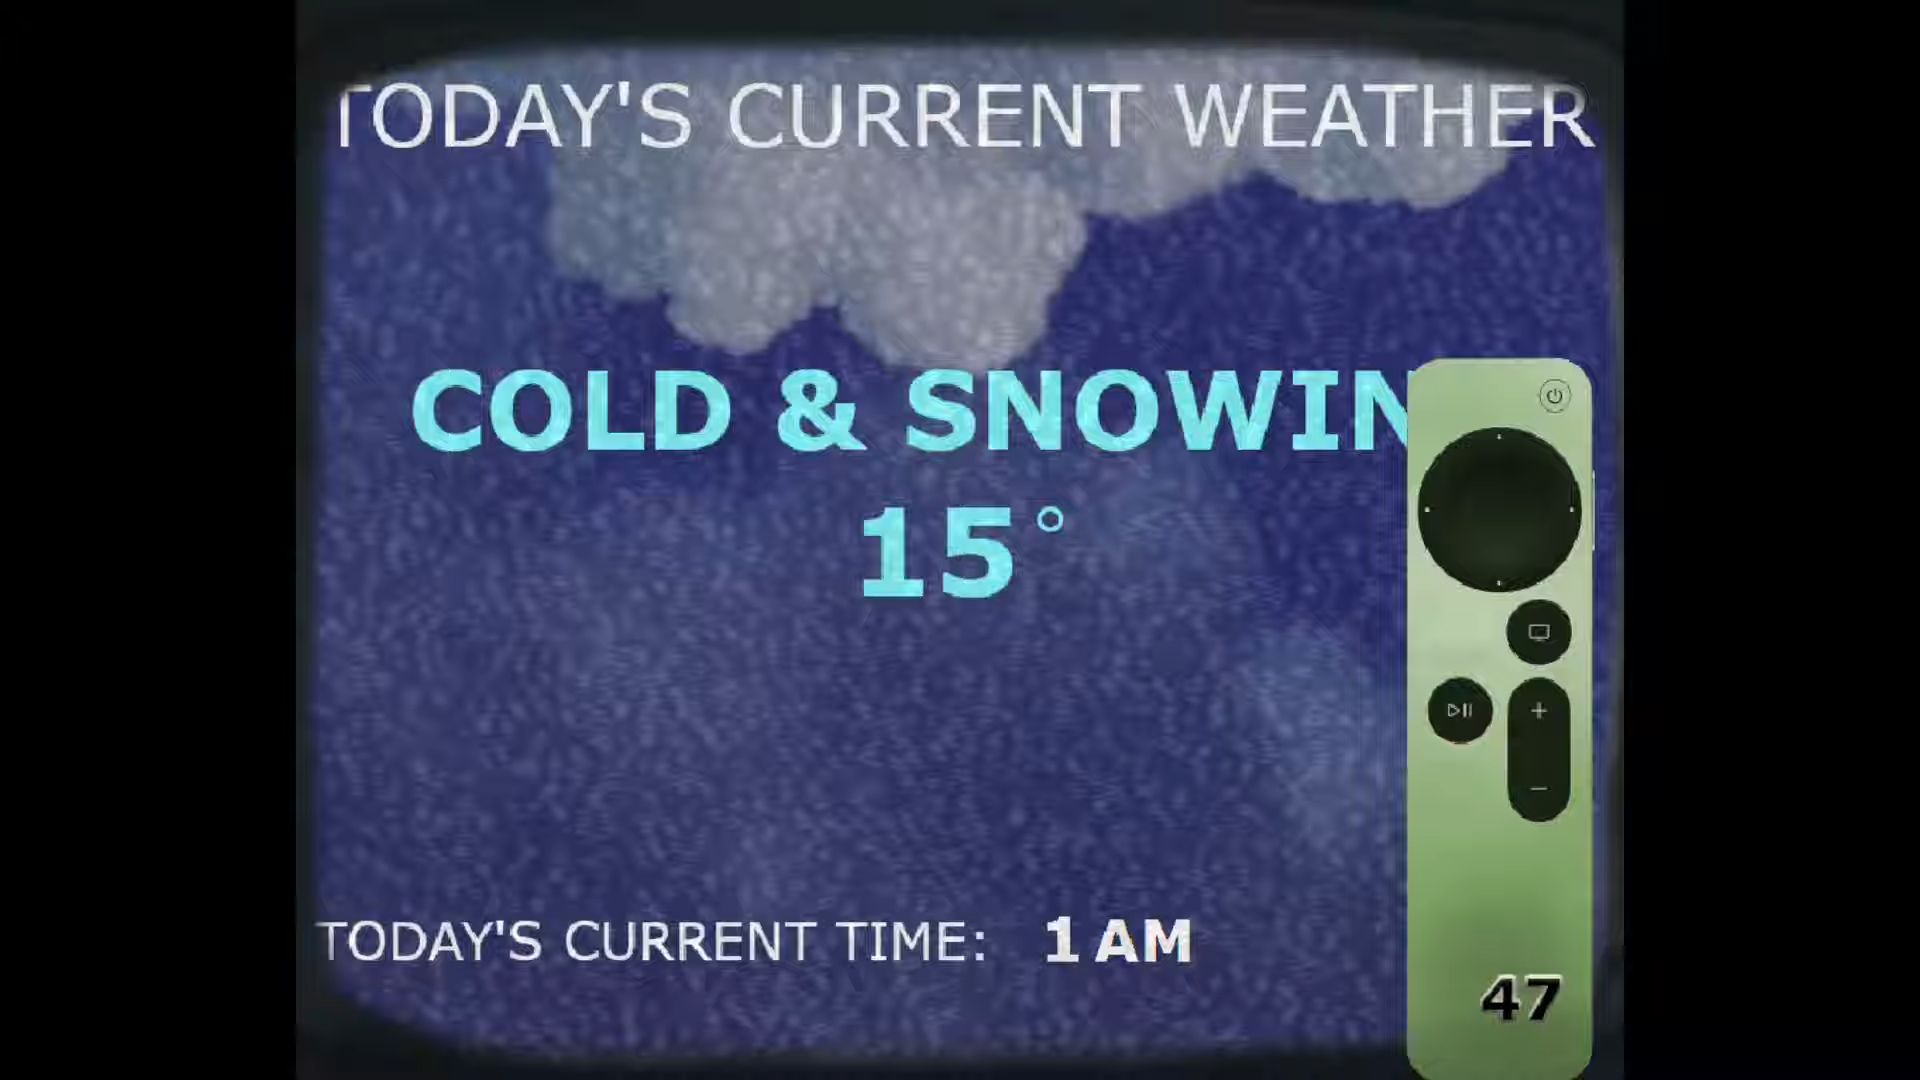 TODAY'S CURRENT WEATHER
COLD & SNOWIN
15°
TODAY'S CURRENT TIME: 1 AM
47